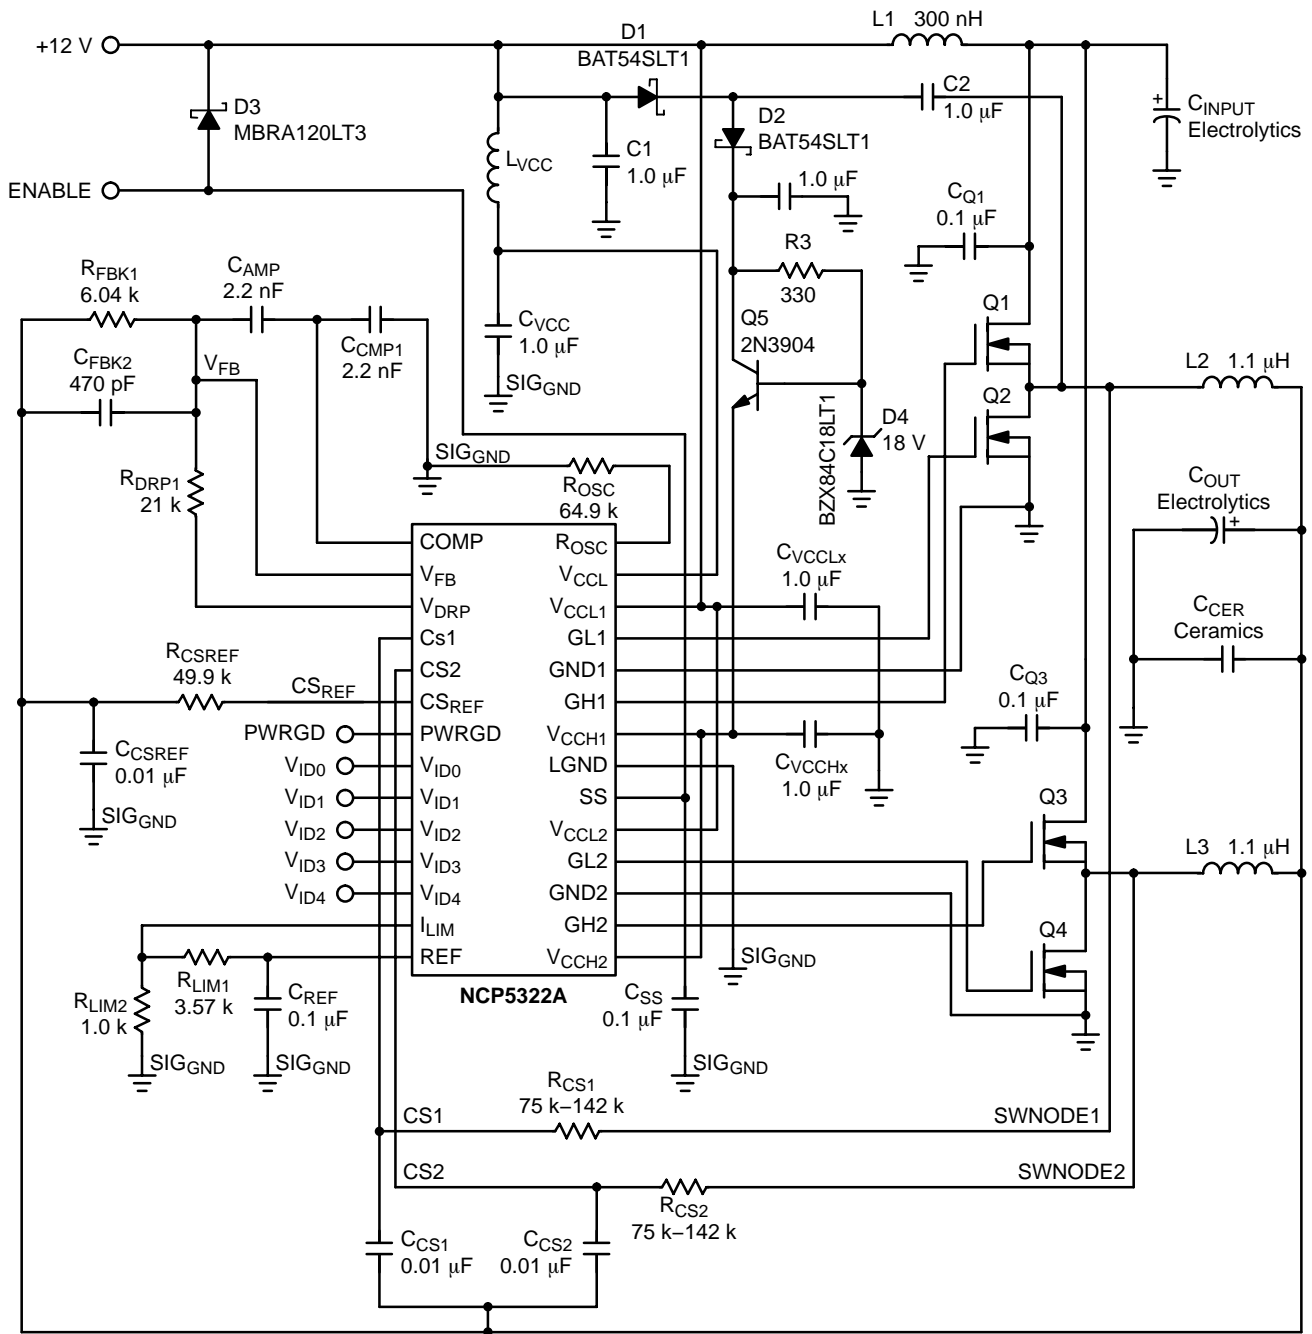 +12 V
D3
MBRA120LT3
ENABLE
D1
BAT54SLT1
L1 300 nH
C2
1.0 μF
CINPUT
Electrolytics
+
D2
BAT54SLT1
LVCC
C1
1.0 μF
1.0 μF
CQ1
0.1 μF
R3
330
RFBK1
6.04 k
CAMP
2.2 nF
CCMP1
2.2 nF
CFBK2
470 pF
VFB
CVCC
1.0 μF
SIGGND
Q5
2N3904
Q1
Q2
L2 1.1 μH
D4
18 V
BZX84C18LT1
RDRP1
21 k
SIGGND
ROSC
64.9 k
COUT
Electrolytics
+
CCER
Ceramics
COMP
VFB
VDRP
Cs1
CS2
CSREF
PWRGD
VID0
VID1
VID2
VID3
VID4
ILIM
REF
ROSC
VCCL
VCCL1
GL1
GND1
GH1
VCCH1
LGND
SS
VCCL2
GL2
GND2
GH2
VCCH2
NCP5322A
CVCCLx
1.0 μF
CVCCHx
1.0 μF
CQ3
0.1 μF
RCSREF
49.9 k
CSREF
CCSREF
0.01 μF
SIGGND
PWRGD
VID0
VID1
VID2
VID3
VID4
Q3
Q4
L3 1.1 μH
SIGGND
RLIM1
3.57 k
RLIM2
1.0 k
SIGGND
CREF
0.1 μF
SIGGND
CSS
0.1 μF
SIGGND
RCS1
75 k–142 k
CS1
SWNODE1
CS2
SWNODE2
RCS2
75 k–142 k
CCS1
0.01 μF
CCS2
0.01 μF